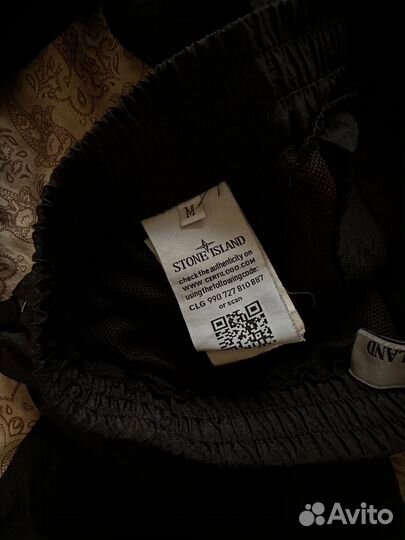 M
STONE ISLAND
check the authenticity on
WWW.CERTILOGO.COM
using the following code:
CLG 990 727 810 887
or scan
LAND
Avito